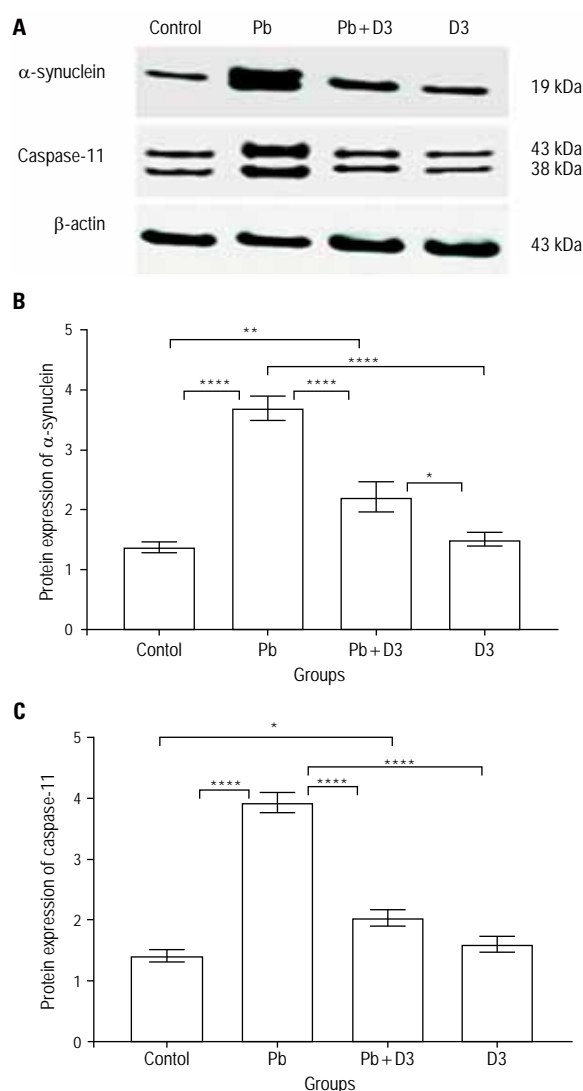 A
Control Pb Pb + D3 D3
α-synuclein
19 kDa
Caspase-11
43 kDa
38 kDa
β-actin
43 kDa
B
Protein expression of α-synuclein
5
4
3
2
1
0
**
****
**** ****
*
Contol Pb Pb + D3 D3
Groups
C
Protein expression of caspase-11
5
4
3
2
1
0
*
****
**** ****
Contol Pb Pb + D3 D3
Groups